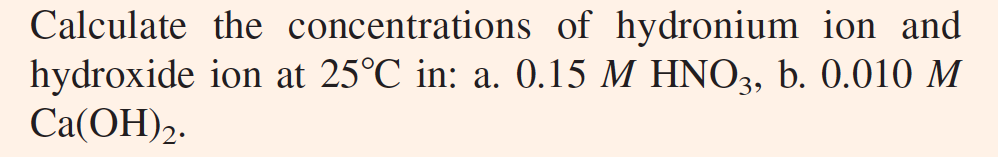 Calculate the concentrations of hydronium ion and
hydroxide ion at 25°C in: a. 0.15 M HNO₃, b. 0.010 M
Ca(OH)₂.